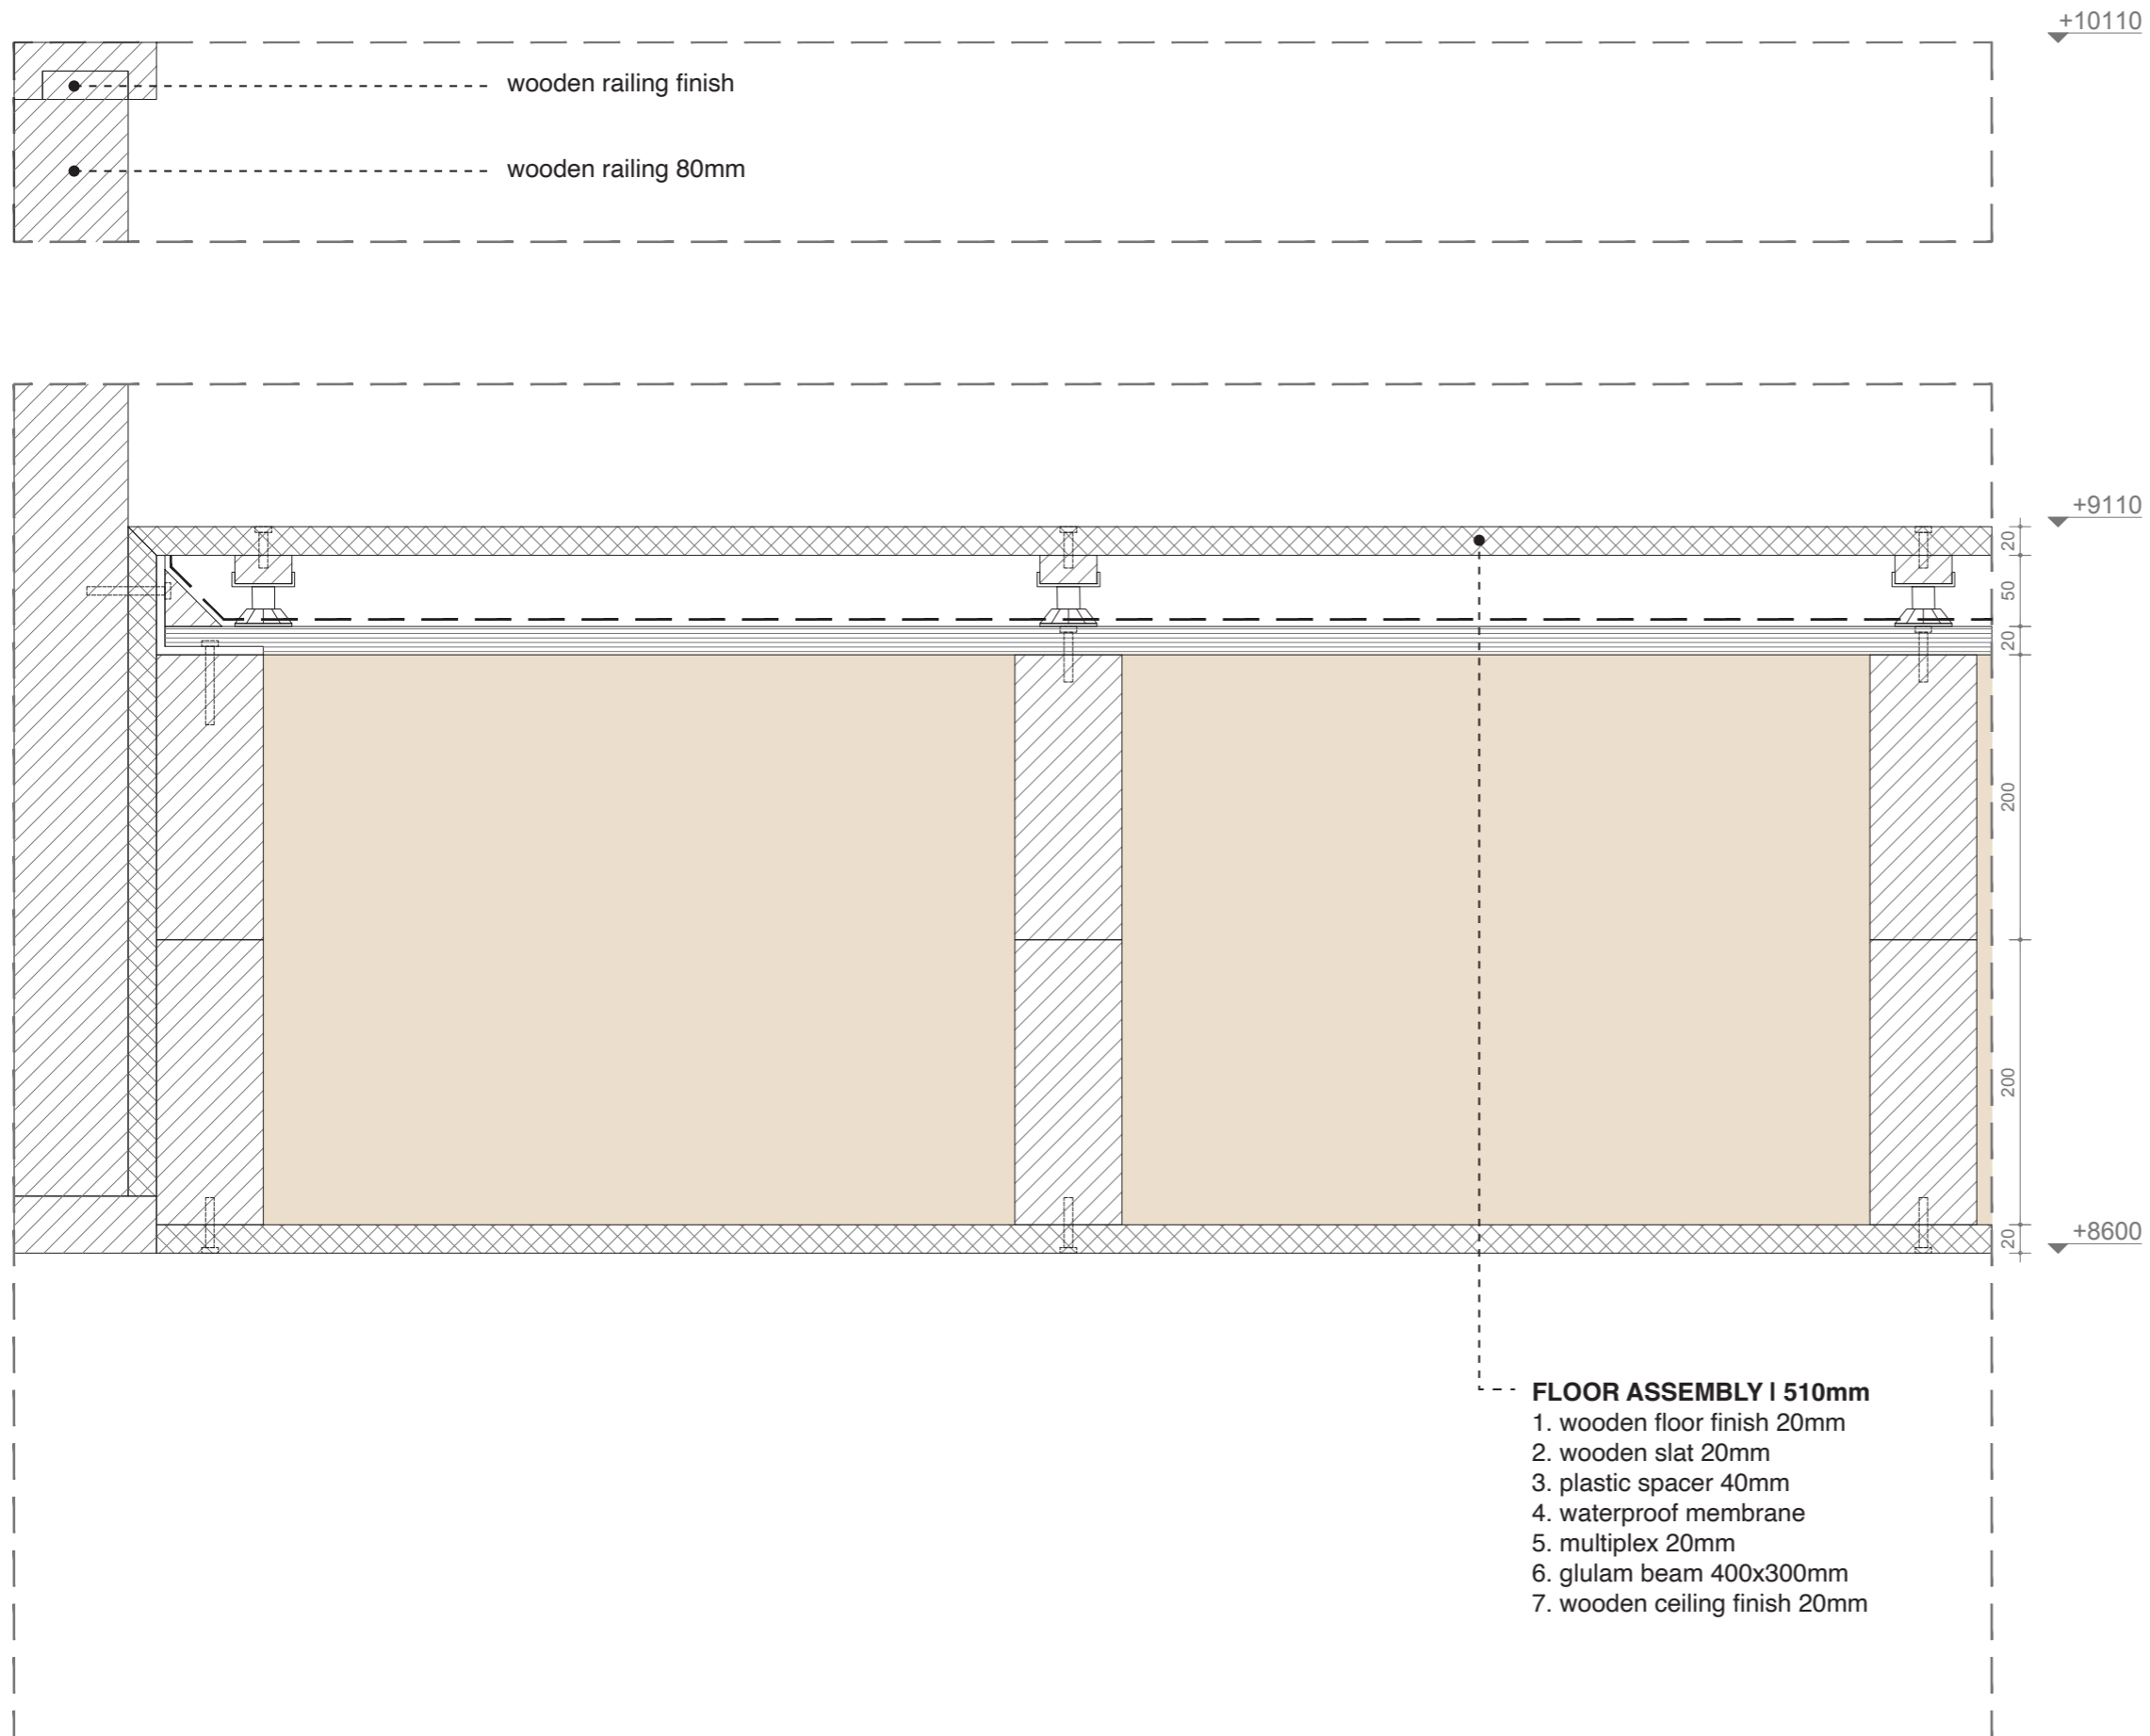 +10110
wooden railing finish
wooden railing 80mm
+9110
20
50
20
200
200
20
+8600
FLOOR ASSEMBLY | 510mm
1. wooden floor finish 20mm
2. wooden slat 20mm
3. plastic spacer 40mm
4. waterproof membrane
5. multiplex 20mm
6. glulam beam 400x300mm
7. wooden ceiling finish 20mm